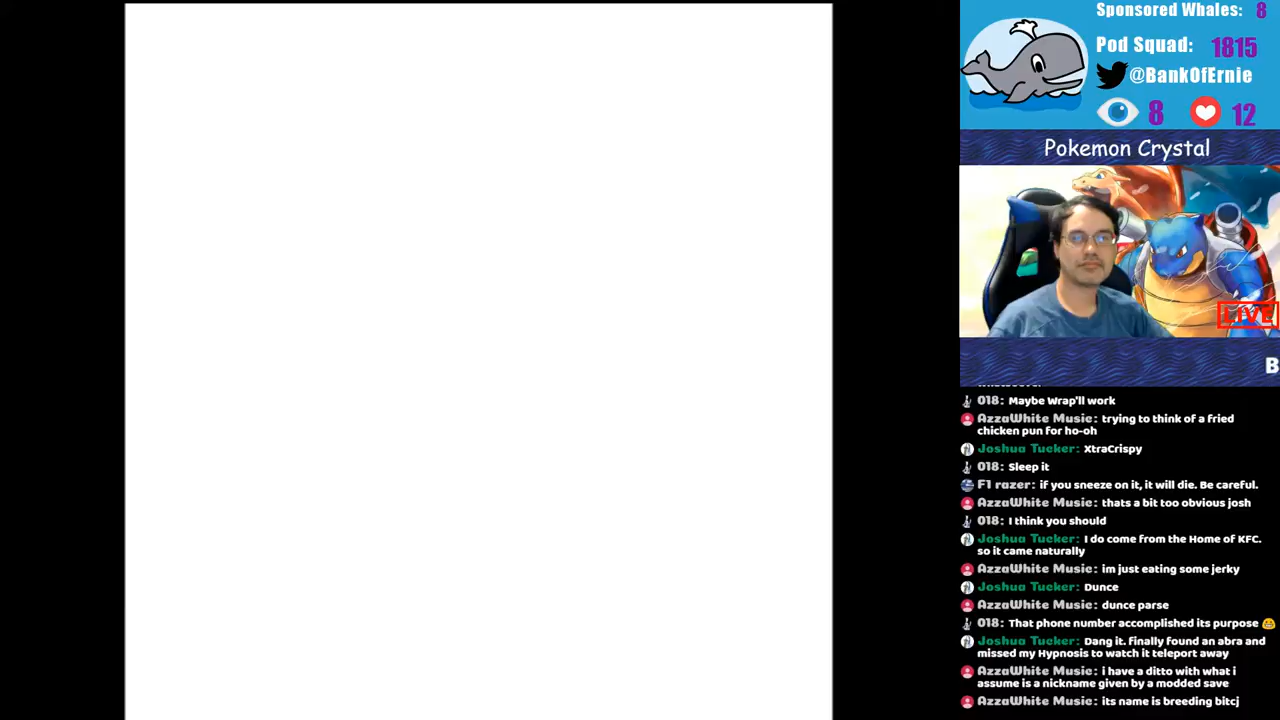 Sponsored Whales: 8
Pod Squad: 1815
@BankOfErnie
8 12
Pokemon Crystal
LIVE
B
018: Maybe Wrap'll work
AzzaWhite Music: trying to think of a fried
chicken pun for ho-oh
Joshua Tucker: XtraCrispy
018: Sleep it
F1 razer: if you sneeze on it, it will die. Be careful.
AzzaWhite Music: thats a bit too obvious josh
018: I think you should
Joshua Tucker: I do come from the Home of KFC.
so it came naturally
AzzaWhite Music: im just eating some jerky
Joshua Tucker: Dunce
AzzaWhite Music: dunce parse
018: That phone number accomplished its purpose 😂
Joshua Tucker: Dang it. finally found an abra and
missed my Hypnosis to watch it teleport away
AzzaWhite Music: i have a ditto with what i
assume is a nickname given by a modded save
AzzaWhite Music: its name is breeding bitcj